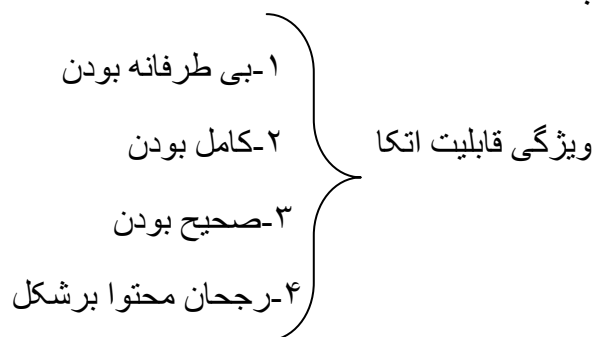 ۱-بی طرفانه بودن
ویژگی قابلیت اتکا
۲-کامل بودن
۳-صحیح بودن
۴-رجحان محتوا برشکل